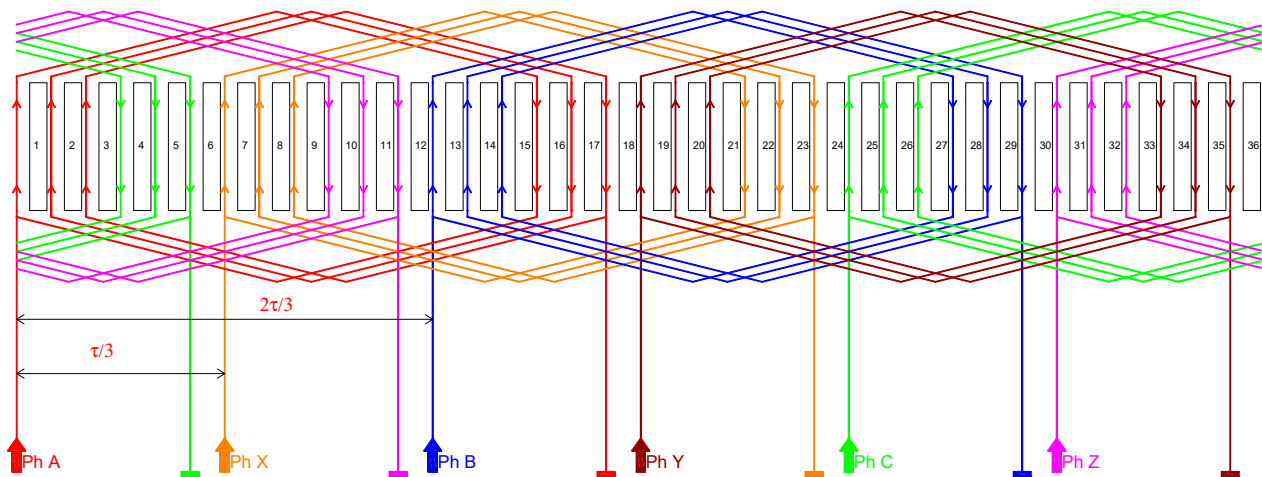 1 2 3 4 5 6 7 8 9 10 11 12 13 14 15 16 17 18 19 20 21 22 23 24 25 26 27 28 29 30 31 32 33 34 35 36
2τ/3
τ/3
Ph A Ph X Ph B Ph Y Ph C Ph Z